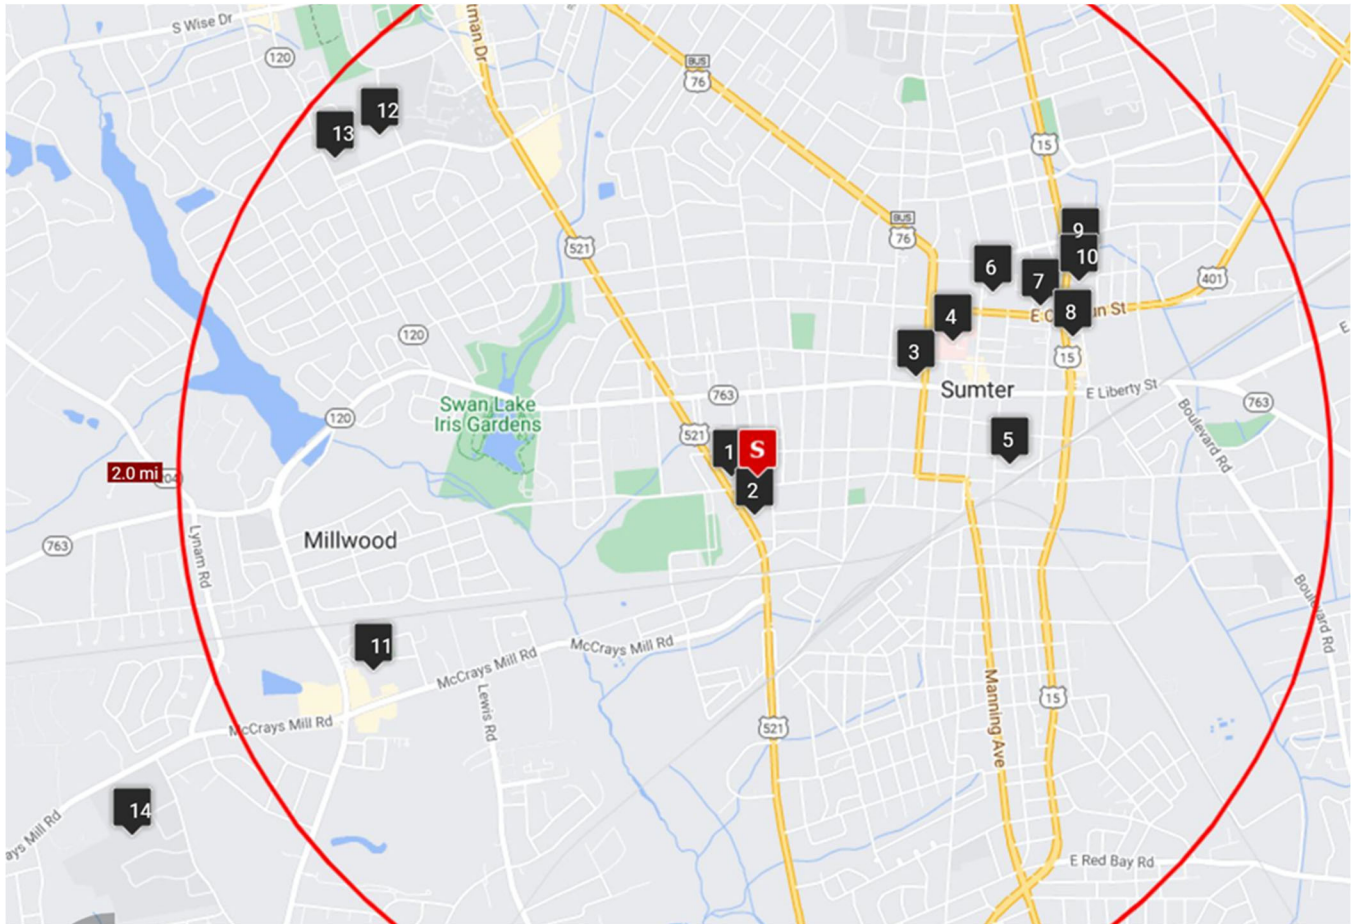 S Wise Dr
120
tman Dr
BUS
76
15
12
13
BUS
76
521
9
10
6
7
401
4
E C
un St
8
3
15
120
763
Sumter
E Liberty St
763
Swan Lake
Iris Gardens
120
521
1
S
5
Boulevard Rd
2.0 mi
2
Millwood
763
Lynam Rd
Boulevard Rd
11
McCrays Mill Rd
McCrays Mill Rd
Lewis Rd
Manning Ave
15
McCrays Mill Rd
521
14
ays Mill Rd
E Red Bay Rd